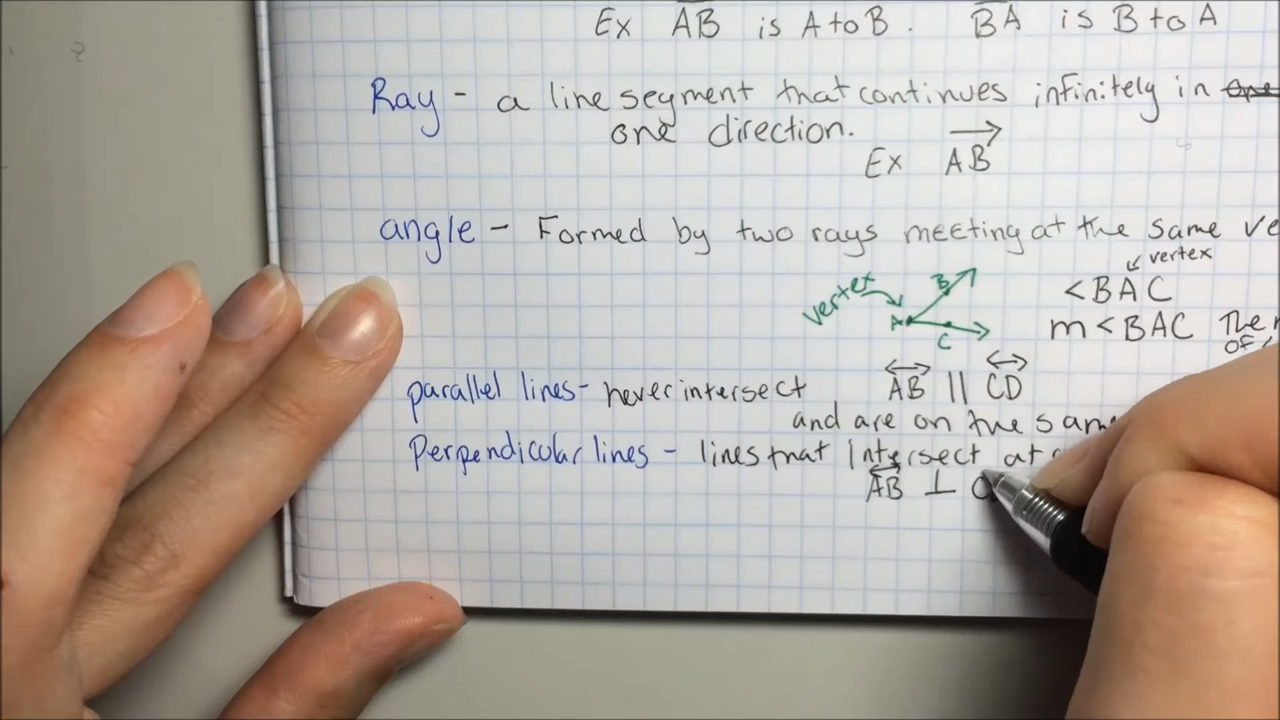 Ex AB is A to B. BA is B to A
Ray - a line segment that continues infinitely in
one direction.
Ex AB
angle - Formed by two rays meeting at the same
vertex
vertex B <BAC
A m<BAC The
C of
parallel lines - never intersect AB || CD
and are on the same
Perpendicular lines - lines that Intersect at
AB ⊥